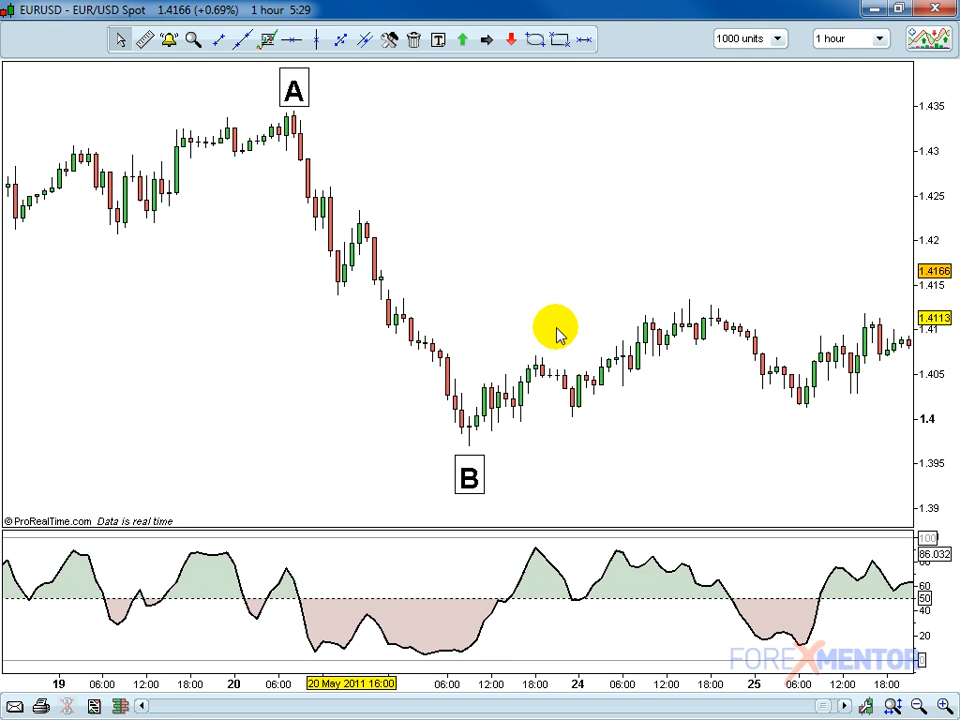 EURUSD - EUR/USD Spot 1.4166 (+0.69%) 1 hour 5:29
1000 units
1 hour
A
B
1.435
1.43
1.425
1.42
1.4166
1.415
1.4113
1.41
1.405
1.4
1.395
1.39
© ProRealTime.com Data is real time
100
86.032
80
60
50
40
20
0
FOREXMENTOR
19 06:00 12:00 18:00 20 06:00 20 May 2011 16:00 06:00 12:00 18:00 24 06:00 12:00 18:00 25 06:00 12:00 18:00